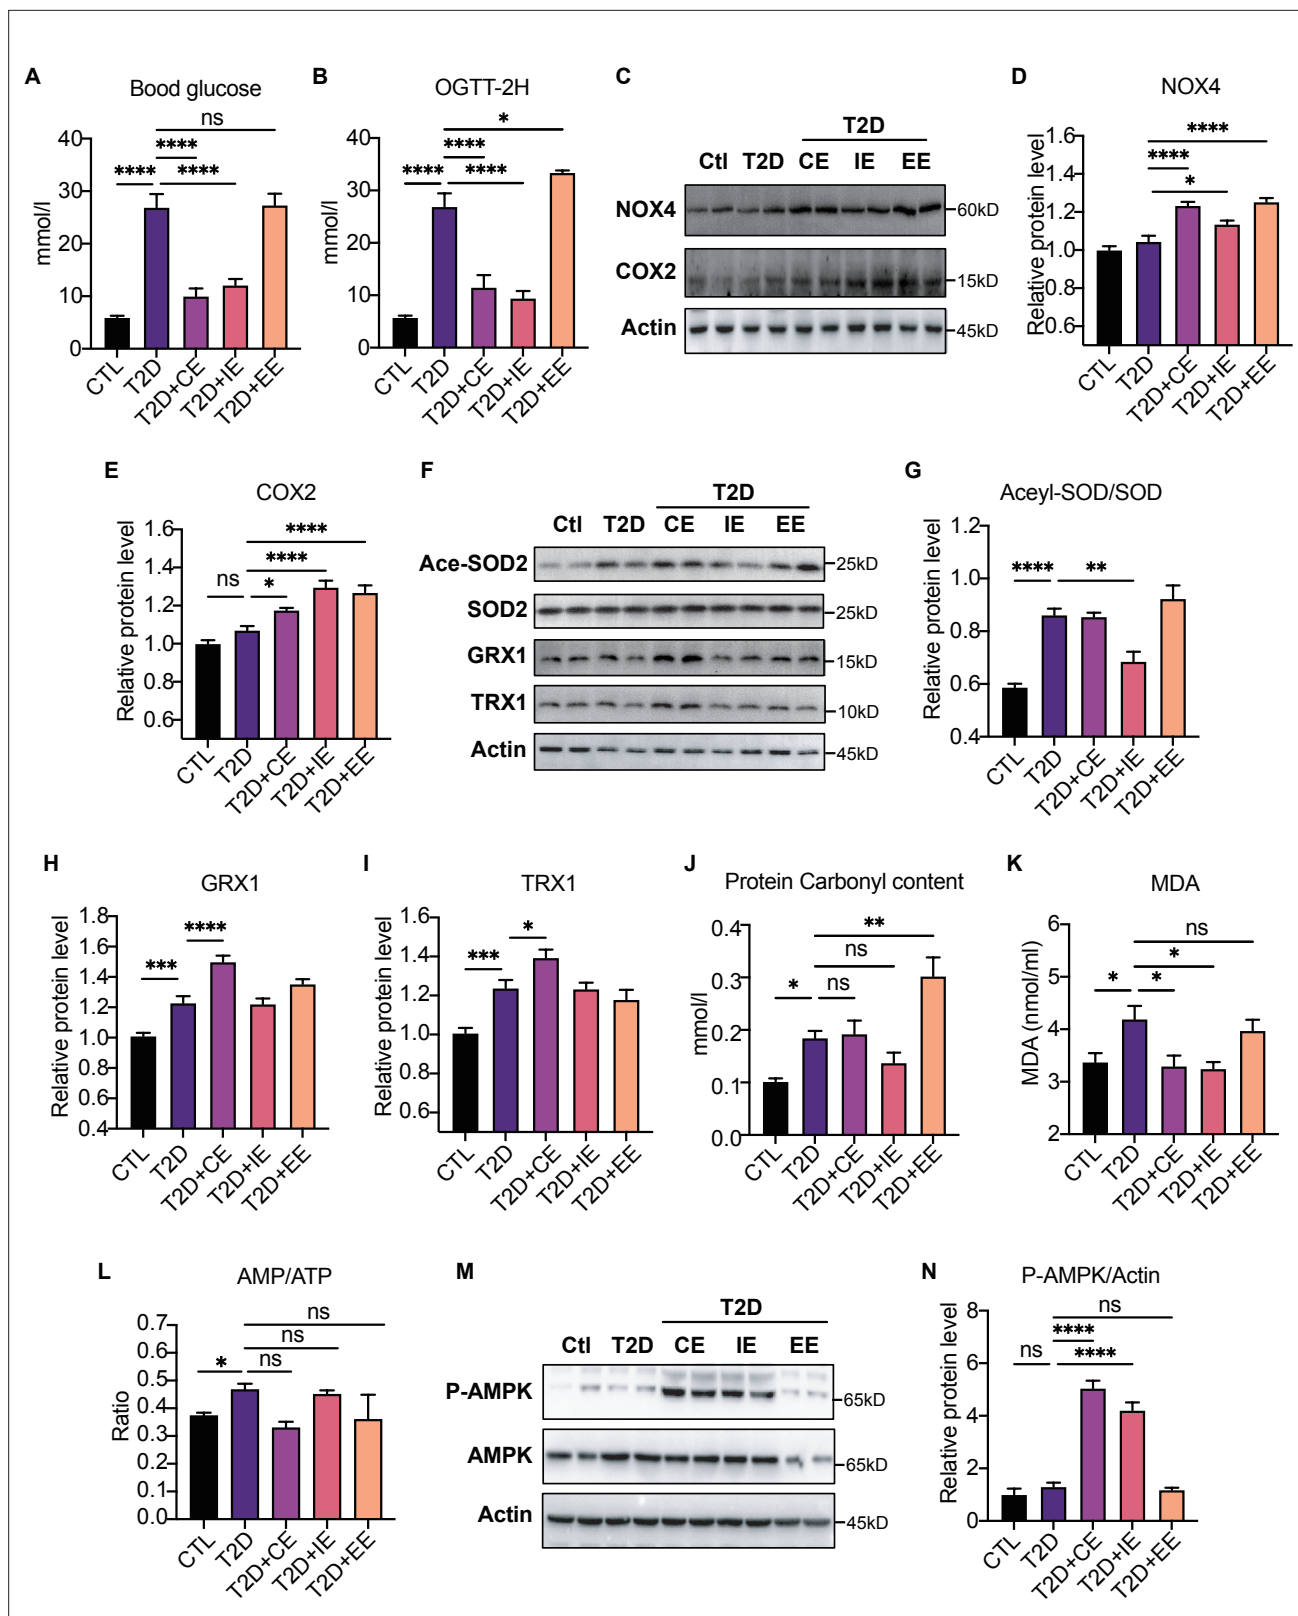 A
Bood glucose
ns
****
**** ****
mmol/l
40
30
20
10
0
CTL
T2D
T2D+CE
T2D+IE
T2D+EE
B
OGTT-2H
*
****
**** ****
mmol/l
40
30
20
10
0
CTL
T2D
T2D+CE
T2D+IE
T2D+EE
C
T2D
Ctl T2D CE IE EE
NOX4 60kD
COX2 15kD
Actin 45kD
D
NOX4
****
****
*
Relative protein level
1.6
1.4
1.2
1.0
0.8
0.6
CTL
T2D
T2D+CE
T2D+IE
T2D+EE
E
COX2
****
****
ns *
Relative protein level
1.6
1.4
1.2
1.0
0.8
0.6
CTL
T2D
T2D+CE
T2D+IE
T2D+EE
F
T2D
Ctl T2D CE IE EE
Ace-SOD2 25kD
SOD2 25kD
GRX1 15kD
TRX1 10kD
Actin 45kD
G
Aceyl-SOD/SOD
**** **
Relative protein level
1.2
1.0
0.8
0.6
0.4
CTL
T2D
T2D+CE
T2D+IE
T2D+EE
H
GRX1
****
***
Relative protein level
1.8
1.6
1.4
1.2
1.0
0.8
0.6
0.4
CTL
T2D
T2D+CE
T2D+IE
T2D+EE
I
TRX1
*
***
Relative protein level
1.6
1.4
1.2
1.0
0.8
0.6
CTL
T2D
T2D+CE
T2D+IE
T2D+EE
J
Protein Carbonyl content
**
ns
* ns
mmol/l
0.4
0.3
0.2
0.1
0.0
CTL
T2D
T2D+CE
T2D+IE
T2D+EE
K
MDA
ns
*
* *
MDA (nmol/ml)
6
5
4
3
2
CTL
T2D
T2D+CE
T2D+IE
T2D+EE
L
AMP/ATP
ns
ns
* ns
Ratio
0.7
0.6
0.5
0.4
0.3
0.2
0.1
0.0
CTL
T2D
T2D+CE
T2D+IE
T2D+EE
M
T2D
Ctl T2D CE IE EE
P-AMPK 65kD
AMPK 65kD
Actin 45kD
N
P-AMPK/Actin
ns
****
ns ****
Relative protein level
8
6
4
2
0
CTL
T2D
T2D+CE
T2D+IE
T2D+EE